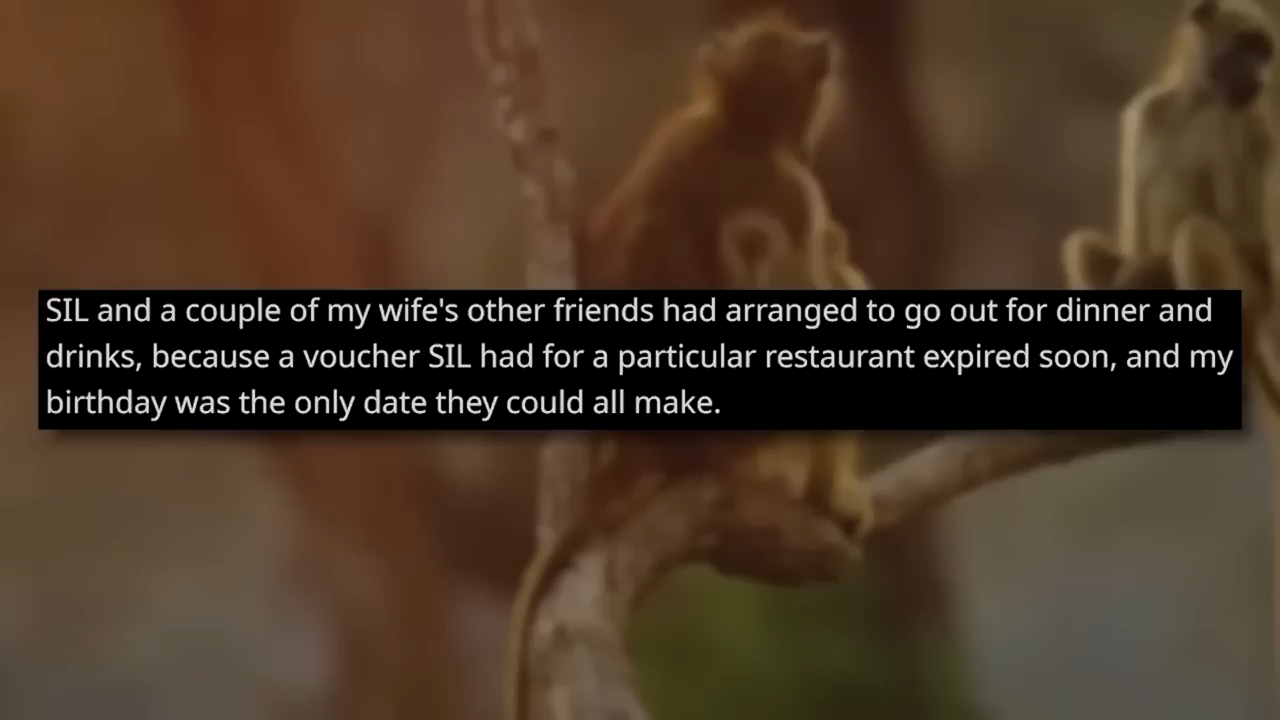 SIL and a couple of my wife's other friends had arranged to go out for dinner and
drinks, because a voucher SIL had for a particular restaurant expired soon, and my
birthday was the only date they could all make.